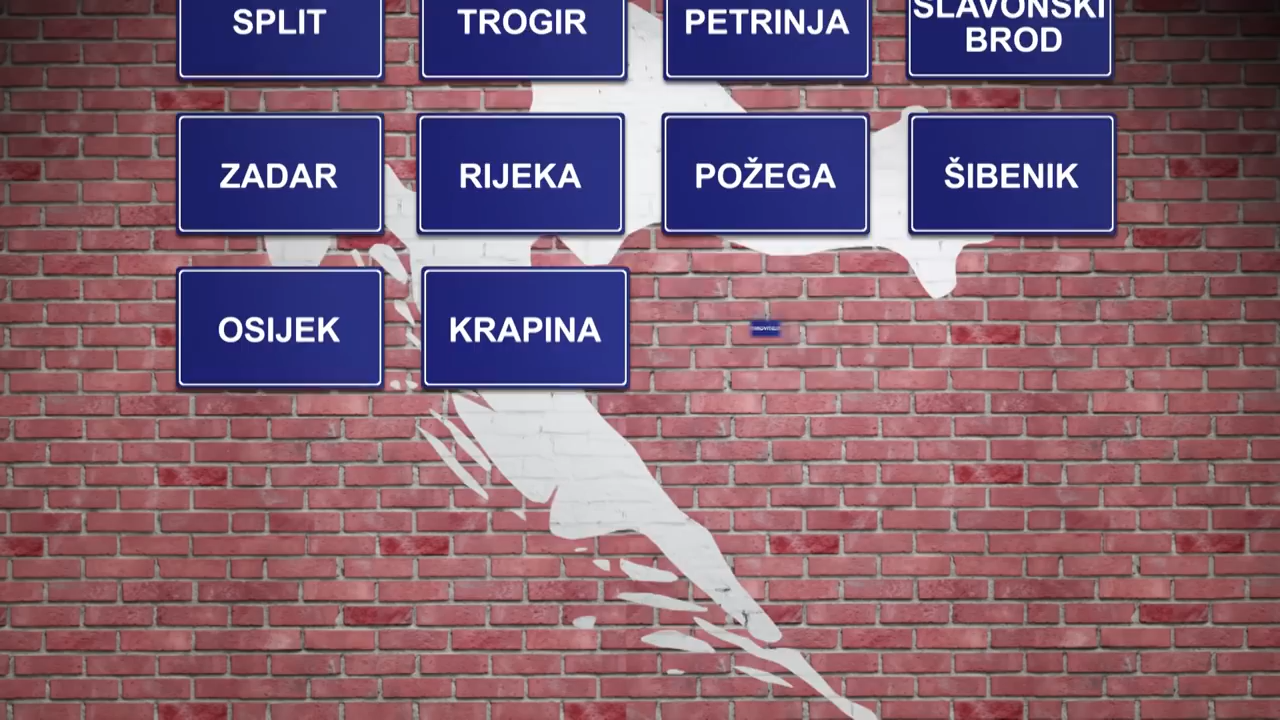 SPLIT
TROGIR
PETRINJA
SLAVONSKI
BROD
ZADAR
RIJEKA
POŽEGA
ŠIBENIK
OSIJEK
KRAPINA